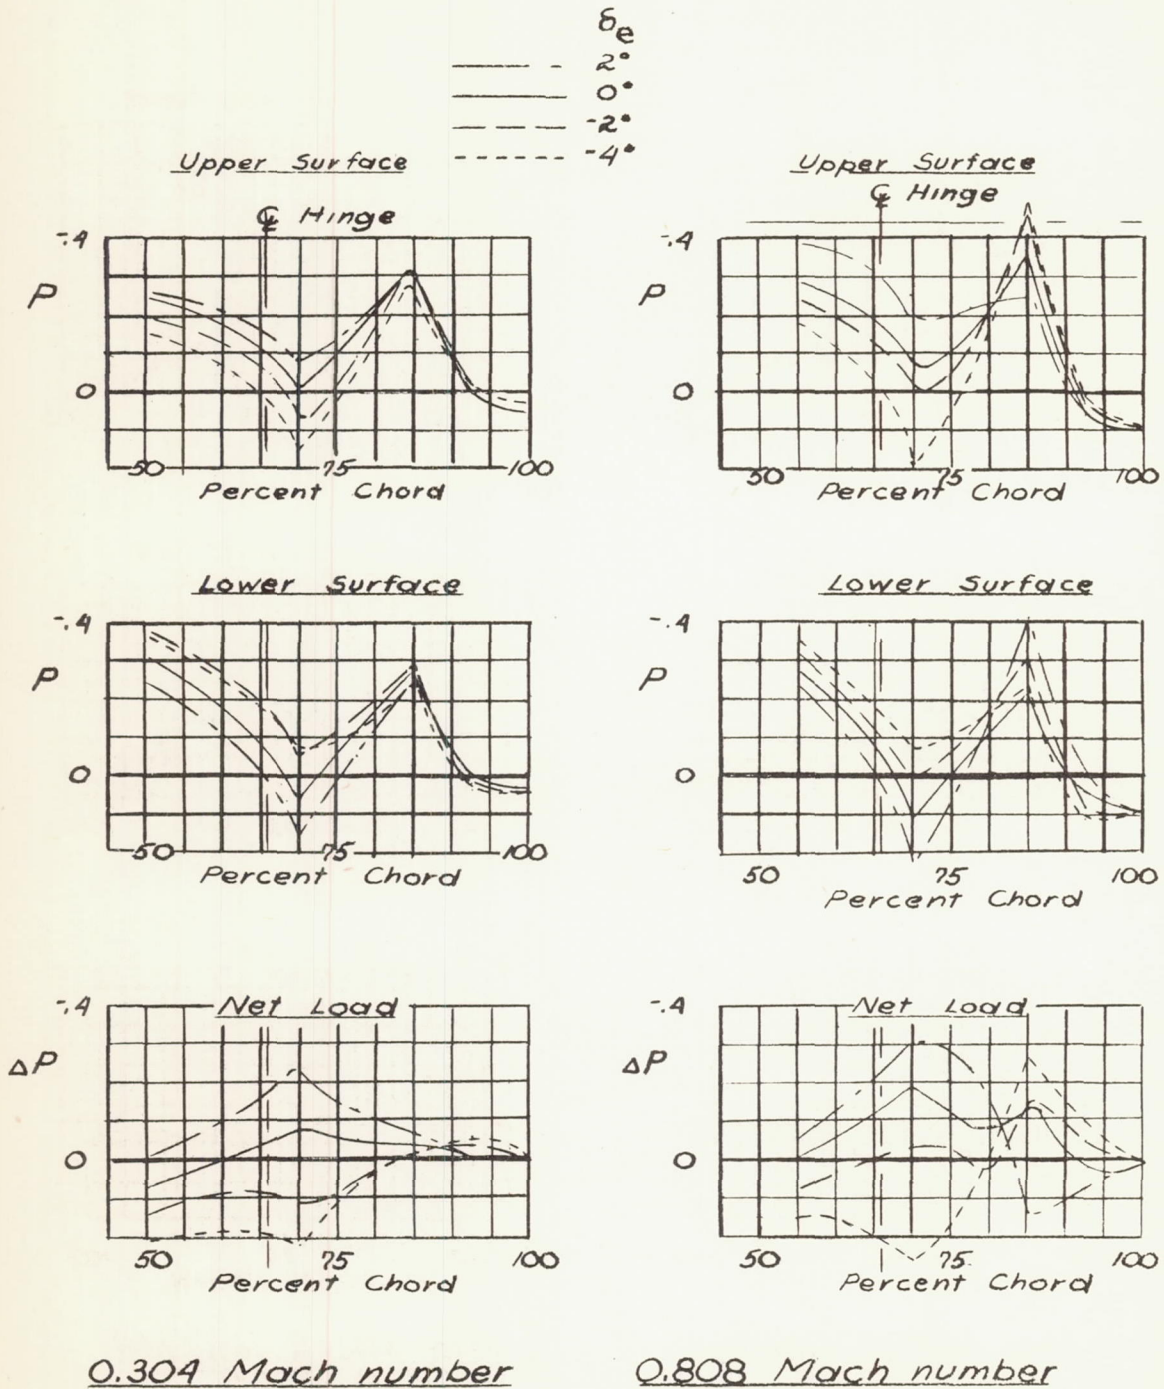 δe
2°
0°
-2°
-4°
Upper Surface
℄ Hinge
-.4
P
0
50 75 100
Percent Chord
Lower Surface
-.4
P
0
50 75 100
Percent Chord
Net Load
-.4
ΔP
0
50 75 100
Percent Chord
0.304 Mach number
Upper Surface
℄ Hinge
-.4
P
0
50 75 100
Percent Chord
Lower Surface
-.4
P
0
50 75 100
Percent Chord
Net Load
-.4
ΔP
0
50 75 100
Percent Chord
0.808 Mach number